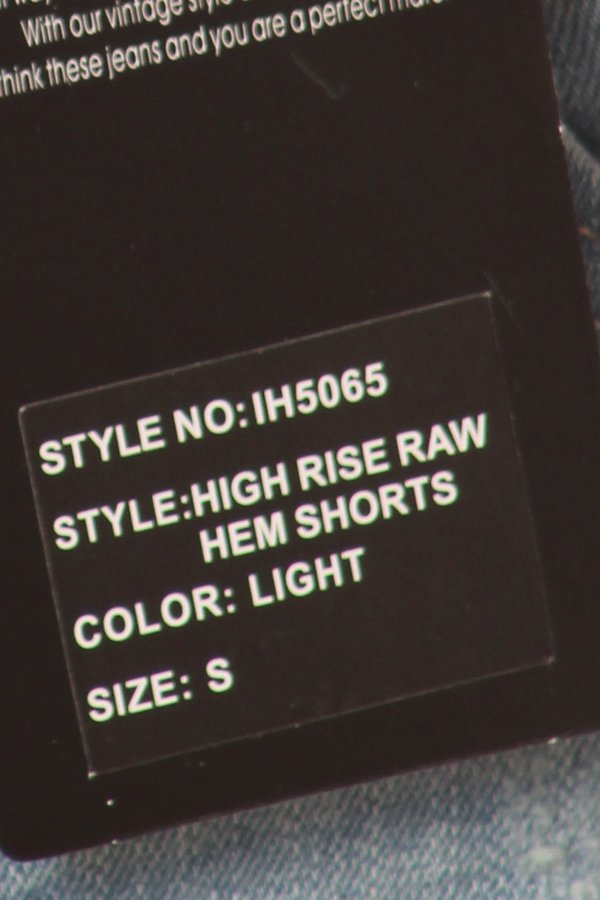 With our vintage style
think these jeans and you are a perfect
STYLE NO: IH5065
STYLE:HIGH RISE RAW
HEM SHORTS
COLOR: LIGHT
SIZE: S